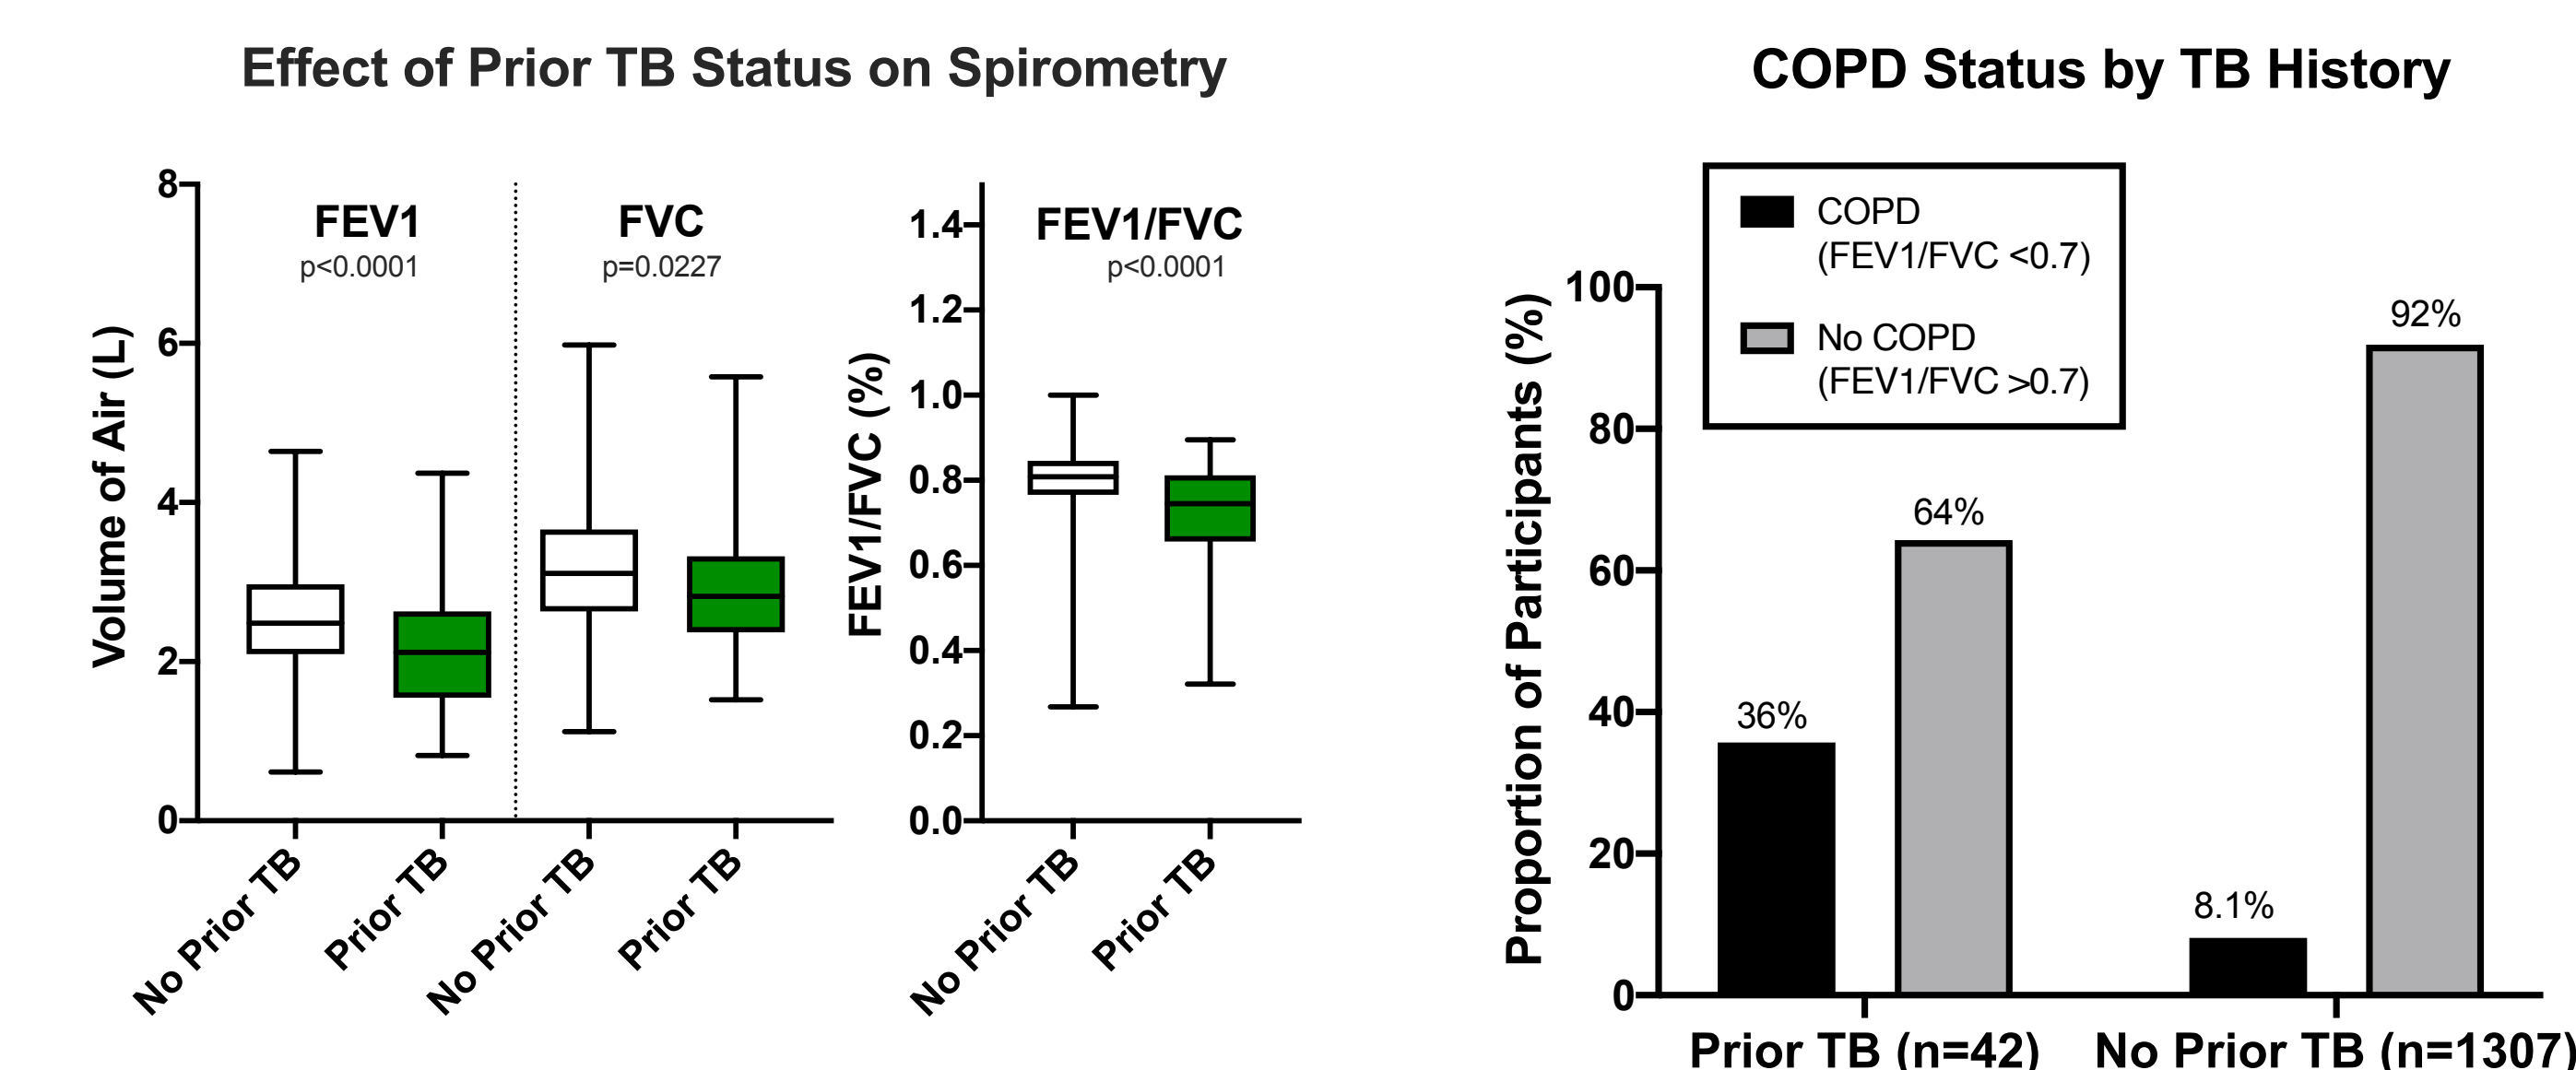 Effect of Prior TB Status on Spirometry
FEV1
p<0.0001
FVC
p=0.0227
Volume of Air (L)
8
6
4
2
0
No Prior TB
Prior TB
No Prior TB
Prior TB
FEV1/FVC
p<0.0001
FEV1/FVC (%)
1.4
1.2
1.0
0.8
0.6
0.4
0.2
0.0
No Prior TB
Prior TB
COPD Status by TB History
COPD
(FEV1/FVC <0.7)
No COPD
(FEV1/FVC >0.7)
Proportion of Participants (%)
100
80
60
40
20
0
36%
64%
8.1%
92%
Prior TB (n=42)
No Prior TB (n=1307)